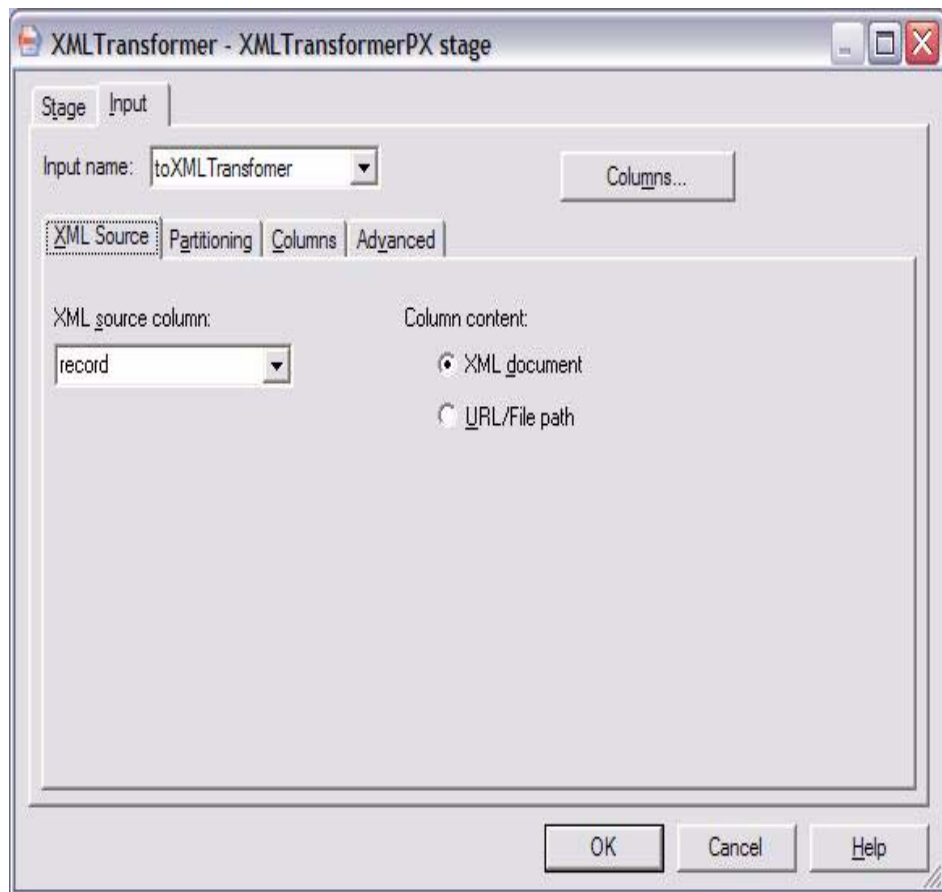 XMLTransformer - XMLTransformerPX stage
Stage Input
Input name: toXMLTransfomer Columns...
XML Source Partitioning Columns Advanced
XML source column: Column content:
record XML document
URL/File path
OK Cancel Help